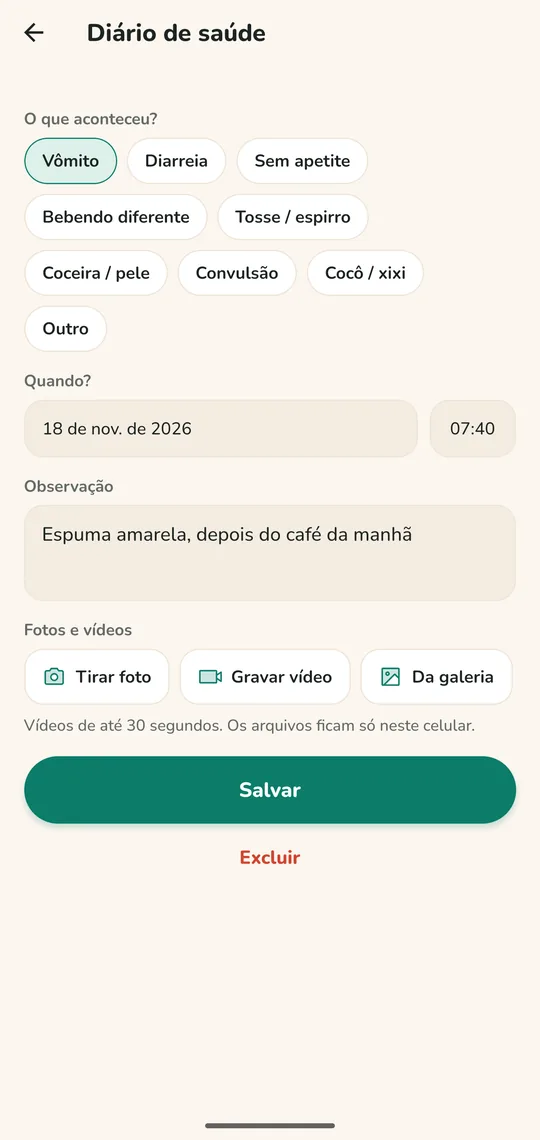 Diário de saúde
O que aconteceu?
Vômito Diarreia Sem apetite
Bebendo diferente Tosse / espirro
Coceira / pele Convulsão Cocô / xixi
Outro
Quando?
18 de nov. de 2026 07:40
Observação
Espuma amarela, depois do café da manhã
Fotos e vídeos
Tirar foto Gravar vídeo Da galeria
Vídeos de até 30 segundos. Os arquivos ficam só neste celular.
Salvar
Excluir